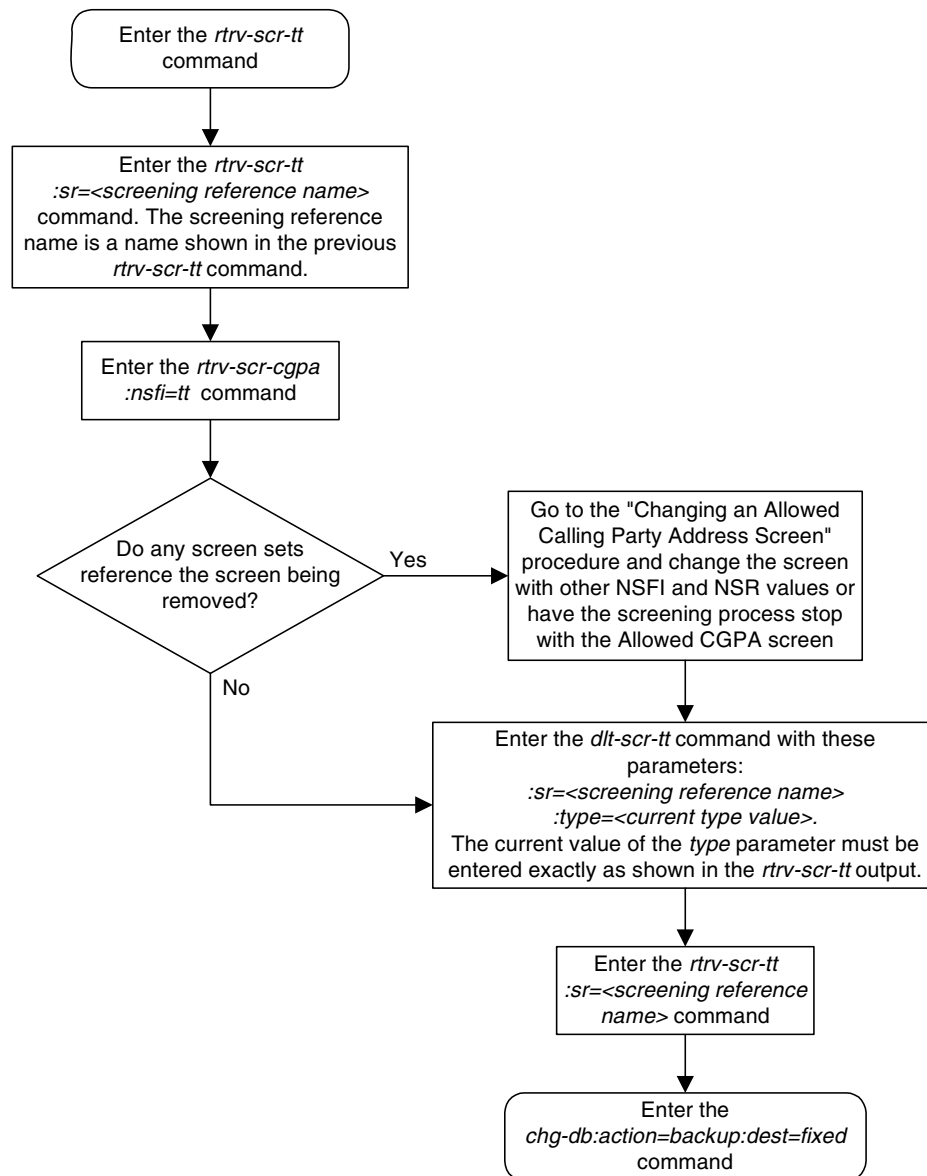 Enter the rtrv-scr-tt
command
Enter the rtrv-scr-tt
:sr=<screening reference name>
command. The screening reference
name is a name shown in the previous
rtrv-scr-tt command.
Enter the rtrv-scr-cgpa
:nsfi=tt command
Do any screen sets
reference the screen being
removed?
Yes
Go to the "Changing an Allowed
Calling Party Address Screen"
procedure and change the screen
with other NSFI and NSR values or
have the screening process stop
with the Allowed CGPA screen
No
Enter the dlt-scr-tt command with these
parameters:
:sr=<screening reference name>
:type=<current type value>.
The current value of the type parameter must be
entered exactly as shown in the rtrv-scr-tt output.
Enter the rtrv-scr-tt
:sr=<screening reference
name> command
Enter the
chg-db:action=backup:dest=fixed
command